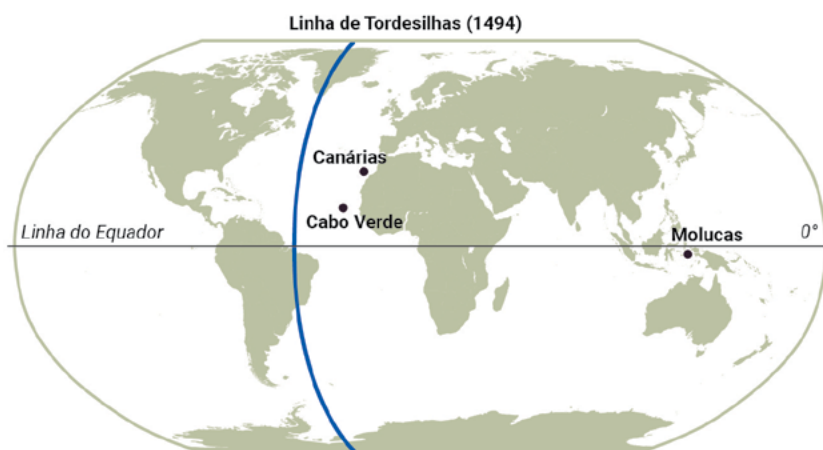 Linha de Tordesilhas (1494)
Canárias
Cabo Verde
Linha do Equador
Molucas
0°